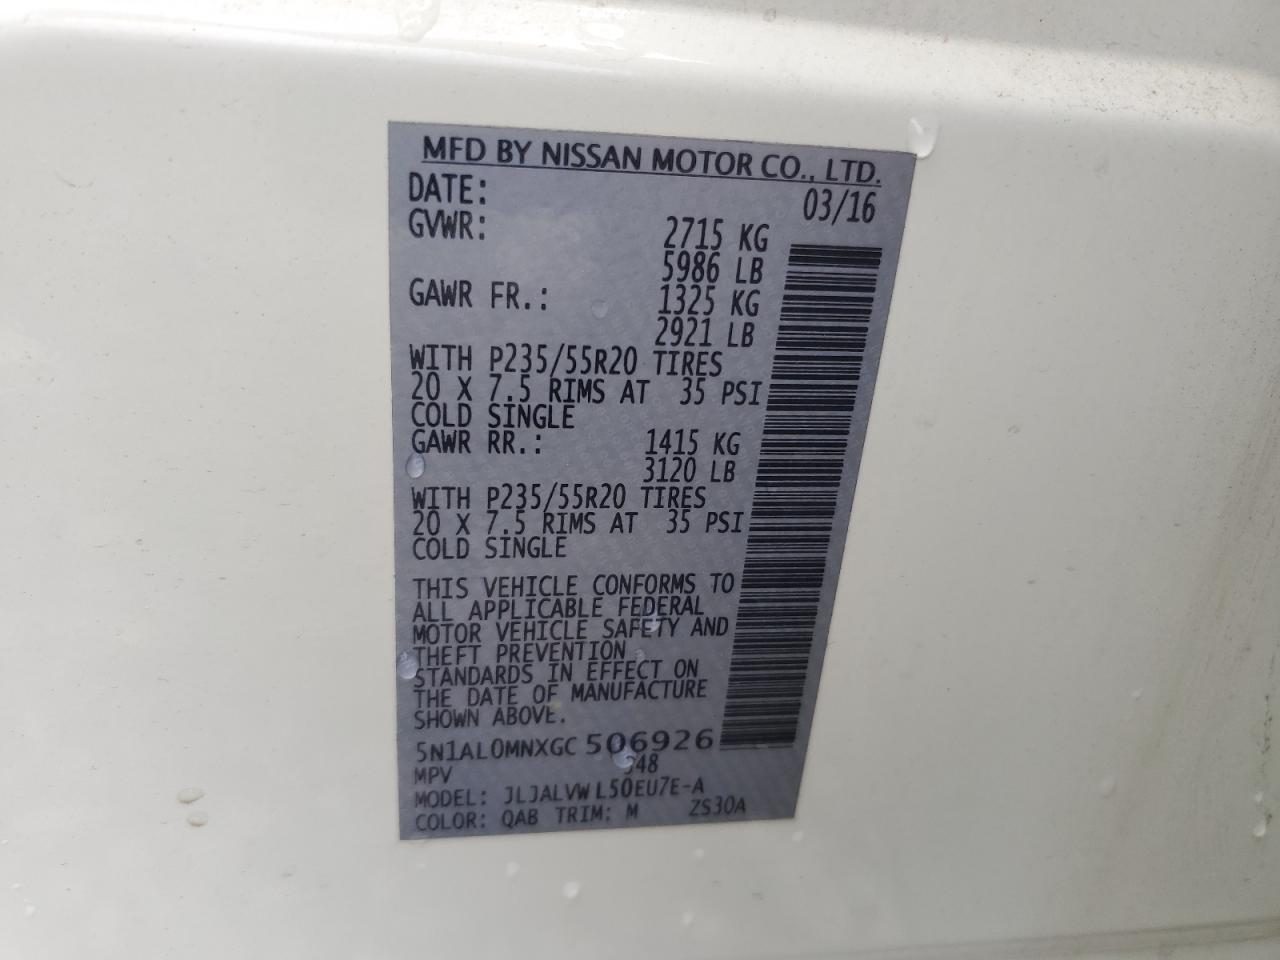 MFD BY NISSAN MOTOR CO., LTD.
DATE: 03/16
GVWR: 2715 KG
5986 LB
GAWR FR.: 1325 KG
2921 LB
WITH P235/55R20 TIRES
20 X 7.5 RIMS AT 35 PSI
COLD SINGLE
GAWR RR.: 1415 KG
3120 LB
WITH P235/55R20 TIRES
20 X 7.5 RIMS AT 35 PSI
COLD SINGLE
THIS VEHICLE CONFORMS TO
ALL APPLICABLE FEDERAL
MOTOR VEHICLE SAFETY AND
THEFT PREVENTION
STANDARDS IN EFFECT ON
THE DATE OF MANUFACTURE
SHOWN ABOVE.
5N1AL0MNXGC 506926
MPV
MODEL: JLJALVW L50EU7E-A
COLOR: QAB TRIM: M ZS30A